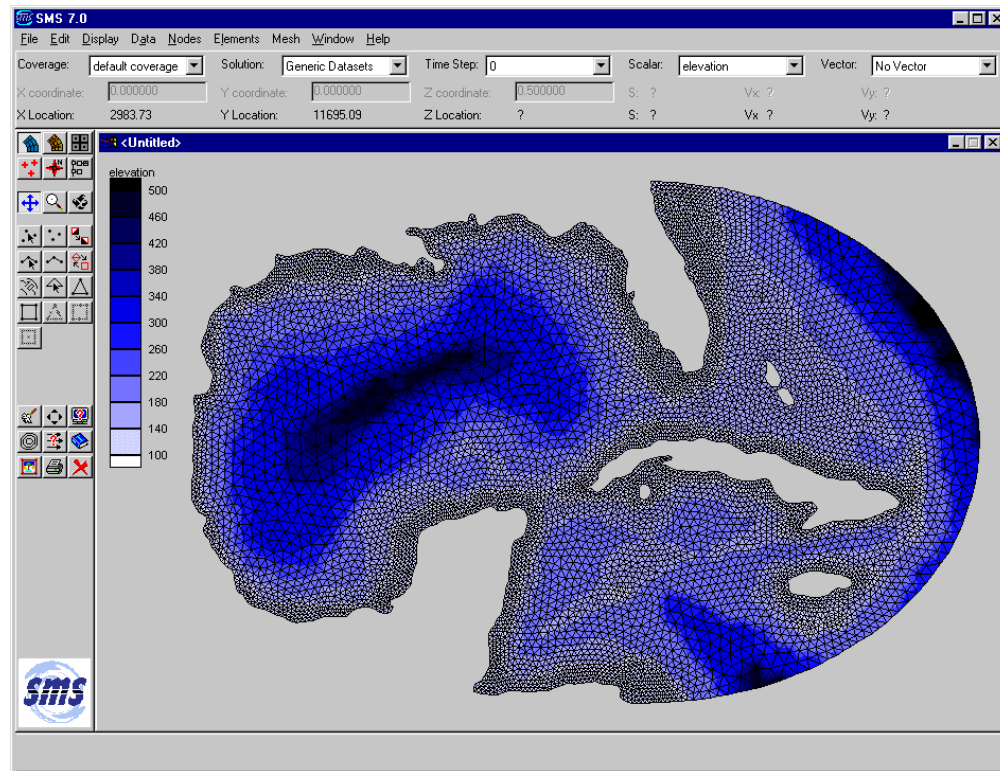 SMS 7.0
File Edit Display Data Nodes Elements Mesh Window Help
Coverage: default coverage Solution: Generic Datasets Time Step: 0 Scalar: elevation Vector: No Vector
X coordinate: 0.000000 Y coordinate: 0.000000 Z coordinate: 0.500000 S: ? Vx: ? Vy: ?
X Location: 2983.73 Y Location: 11695.09 Z Location: ? S: ? Vx ? Vy: ?
<Untitled>
elevation
500
460
420
380
340
300
260
220
180
140
100
sms